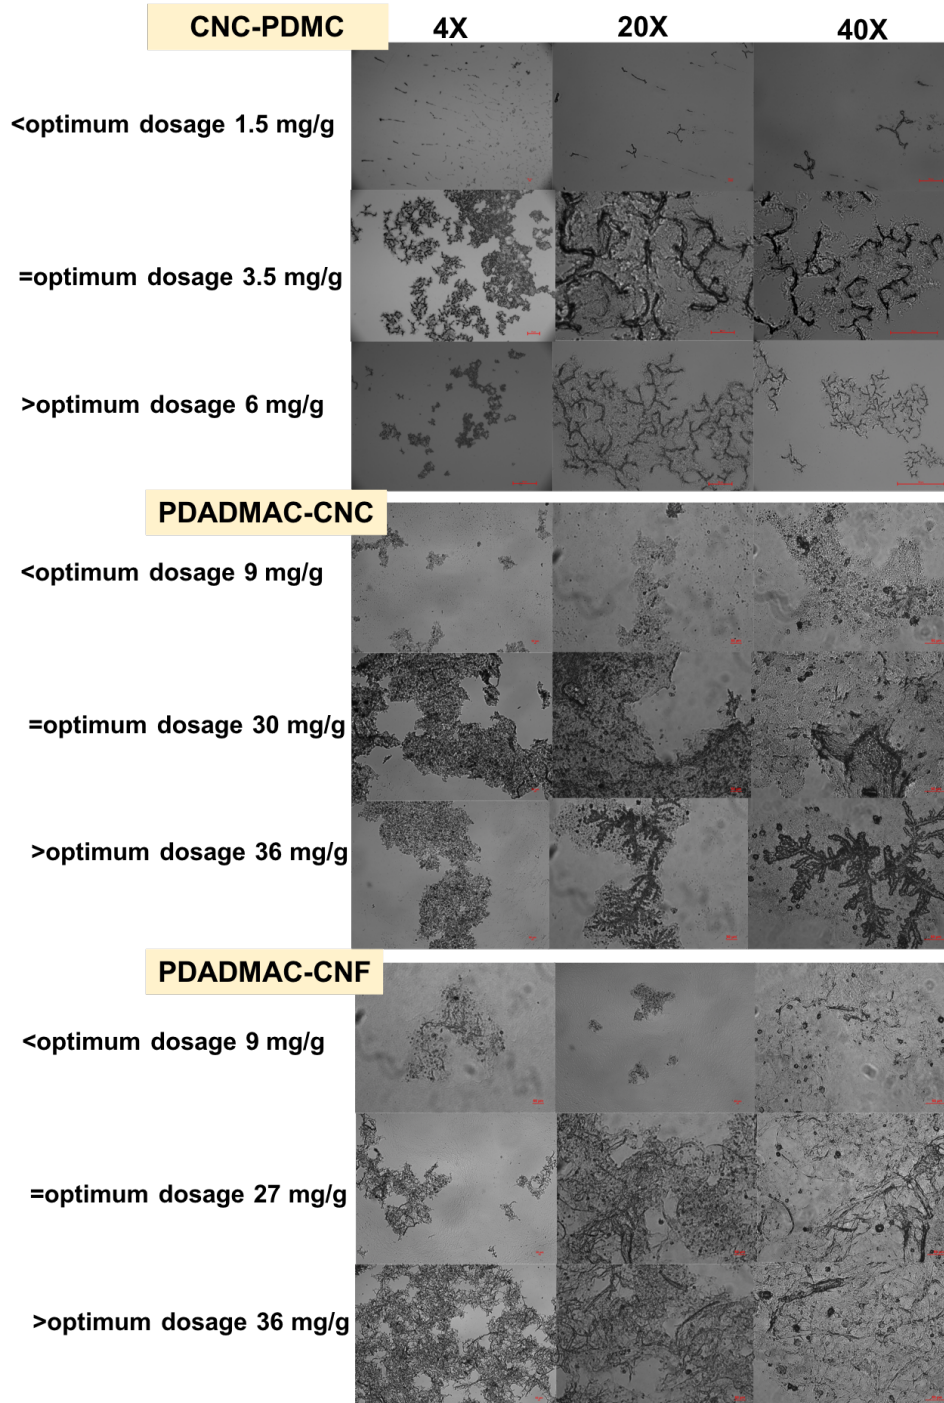 CNC-PDMC 4X 20X 40X
<optimum dosage 1.5 mg/g
=optimum dosage 3.5 mg/g
>optimum dosage 6 mg/g
PDADMAC-CNC
<optimum dosage 9 mg/g
=optimum dosage 30 mg/g
>optimum dosage 36 mg/g
PDADMAC-CNF
<optimum dosage 9 mg/g
=optimum dosage 27 mg/g
>optimum dosage 36 mg/g